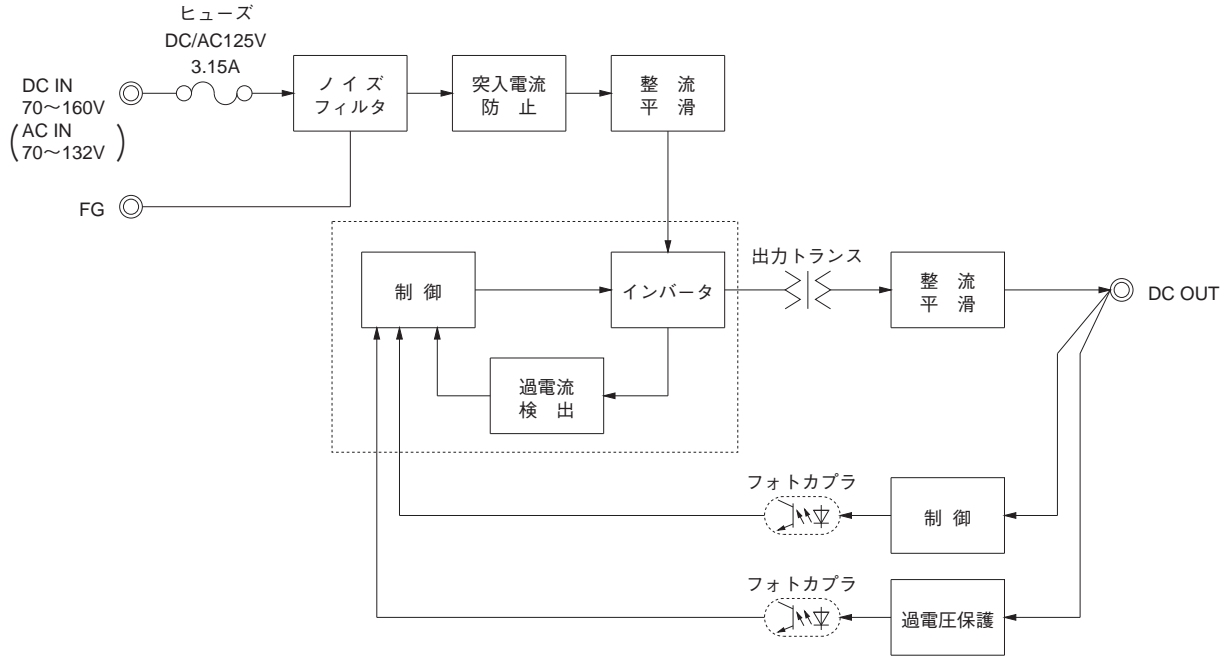 ヒューズ
DC/AC125V
3.15A
DC IN
70～160V
(AC IN
70～132V)
ノイズ
フィルタ
突入電流
防 止
整 流
平 滑
FG
制 御
インバータ
出力トランス
整 流
平 滑
DC OUT
過電流
検 出
フォトカプラ
制 御
フォトカプラ
過電圧保護